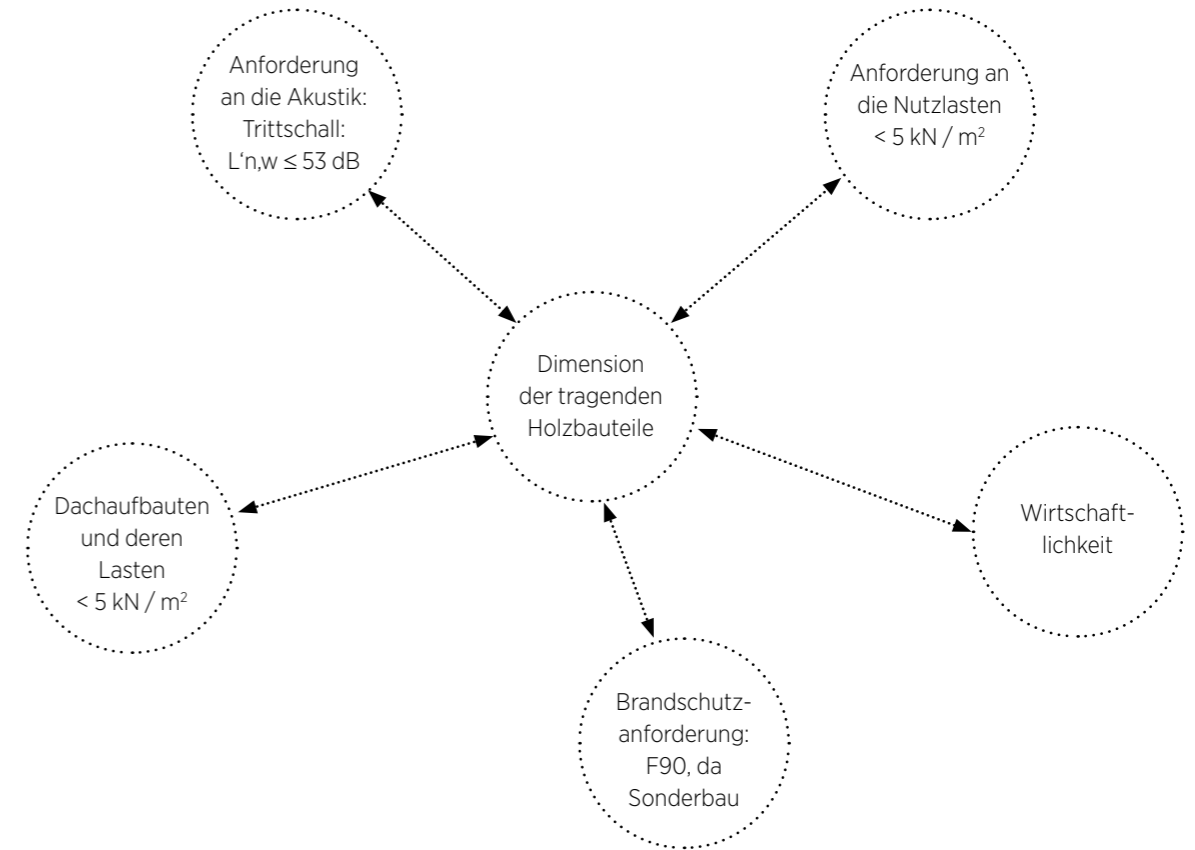 Anforderung
an die Akustik:
Trittschall:
L‘n,w ≤ 53 dB
Anforderung an
die Nutzlasten
< 5 kN / m²
Dimension
der tragenden
Holzbauteile
Dachaufbauten
und deren
Lasten
< 5 kN / m²
Wirtschaft-
lichkeit
Brandschutz-
anforderung:
F90, da
Sonderbau